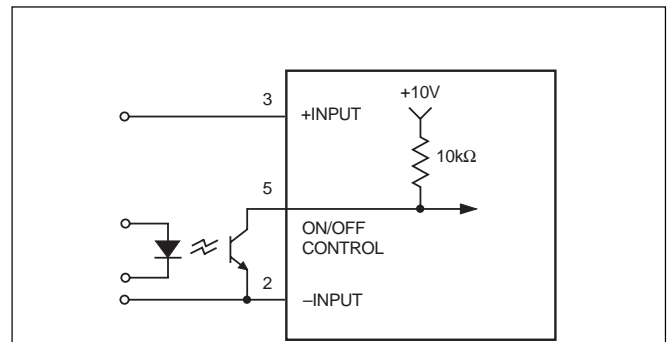 +10V
3
+INPUT
10kΩ
5
ON/OFF
CONTROL
2
–INPUT